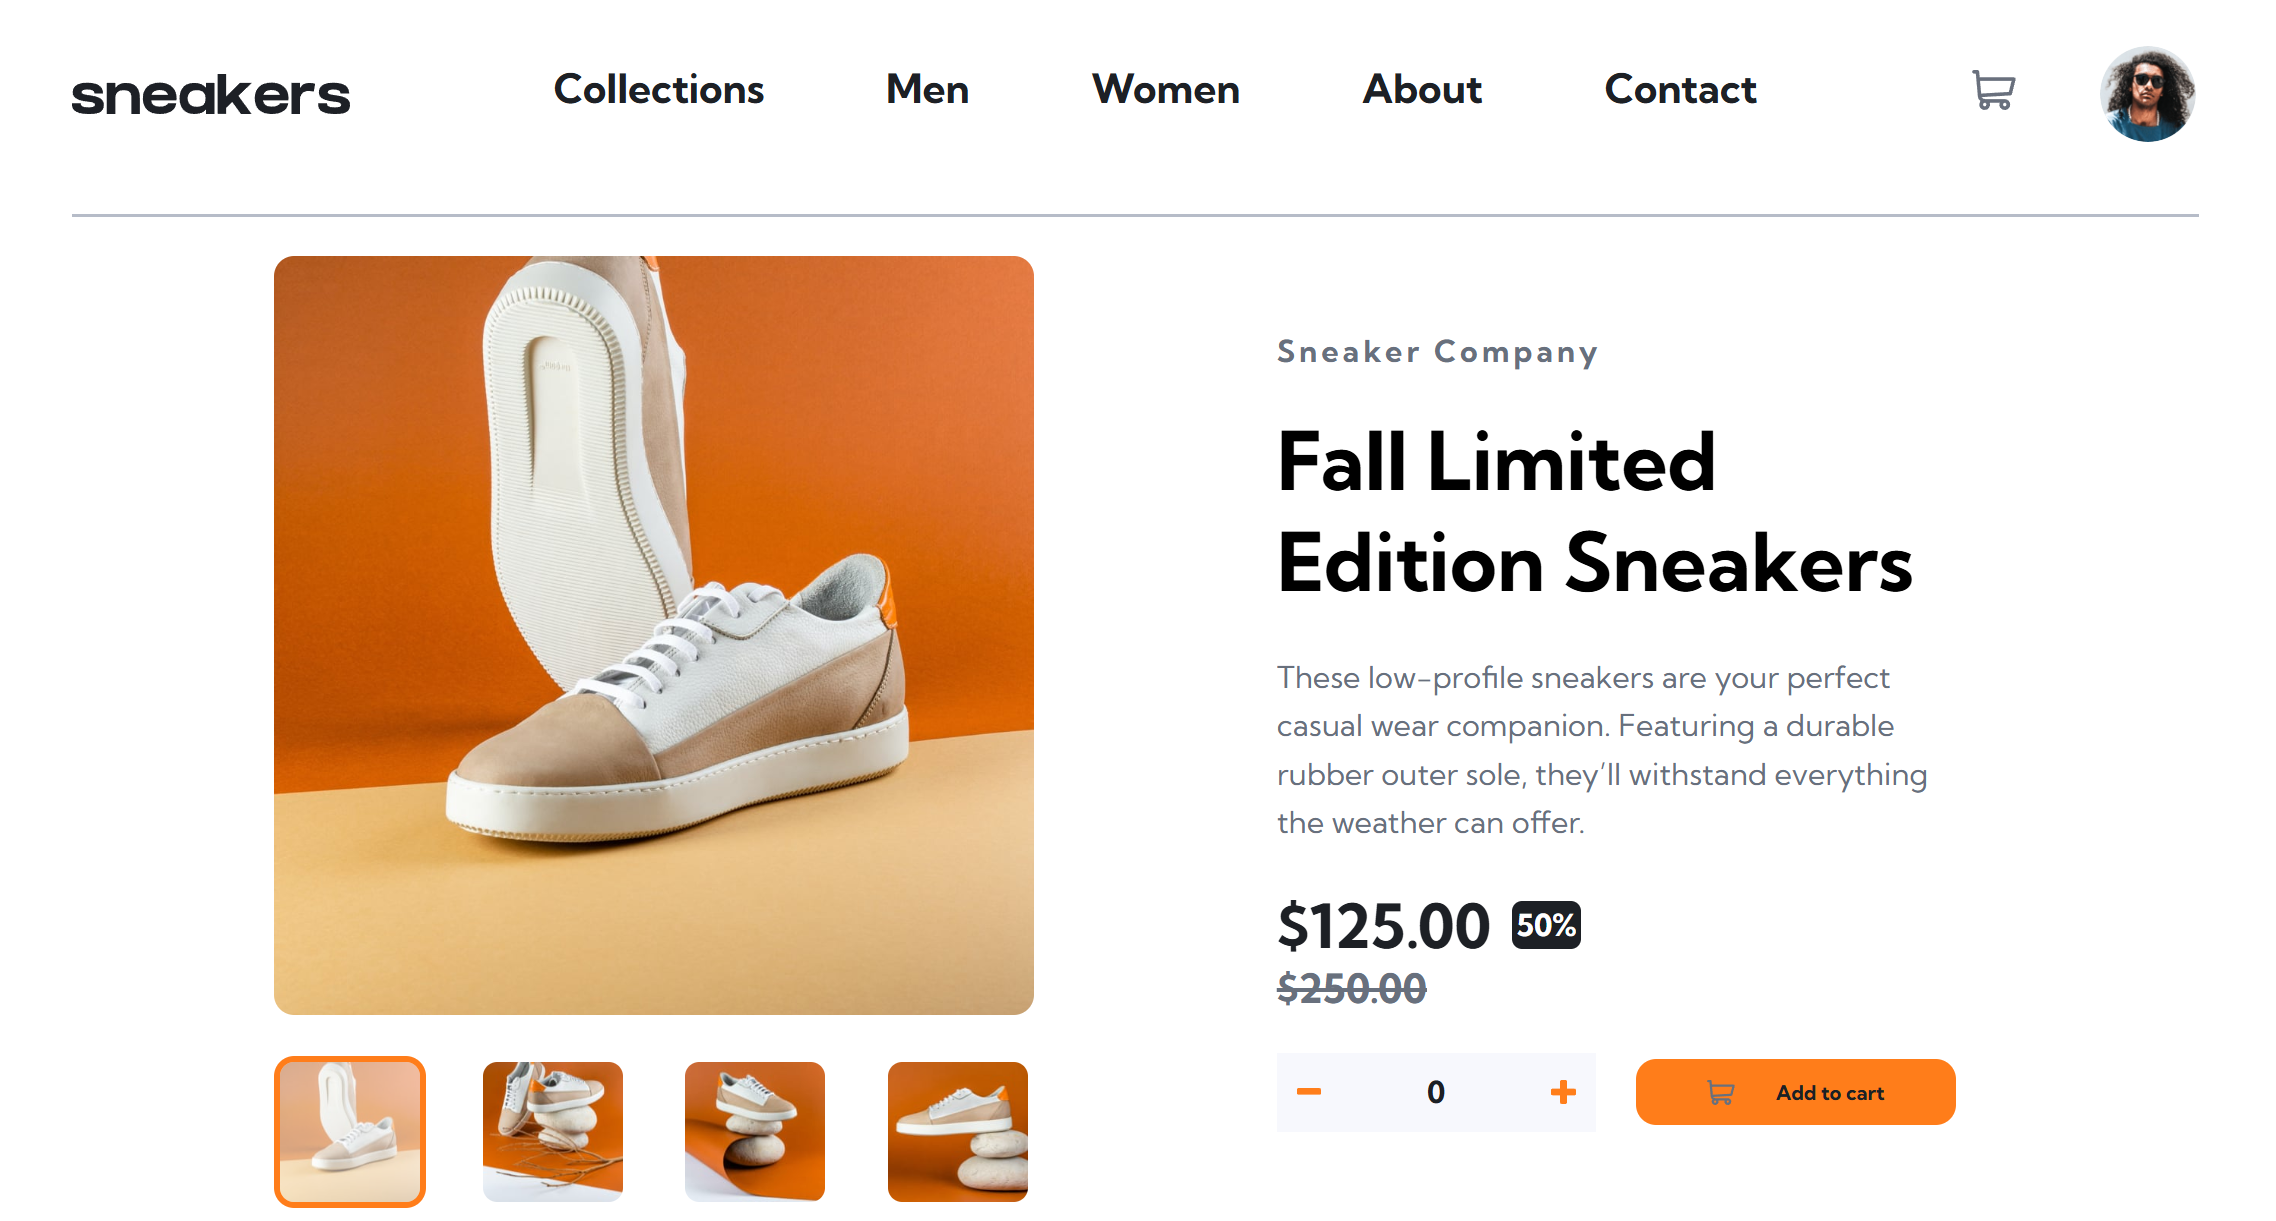 sneakers
Collections Men Women About Contact
Sneaker Company
Fall Limited
Edition Sneakers
These low-profile sneakers are your perfect
casual wear companion. Featuring a durable
rubber outer sole, they’ll withstand everything
the weather can offer.
$125.00 50%
$250.00
0
Add to cart